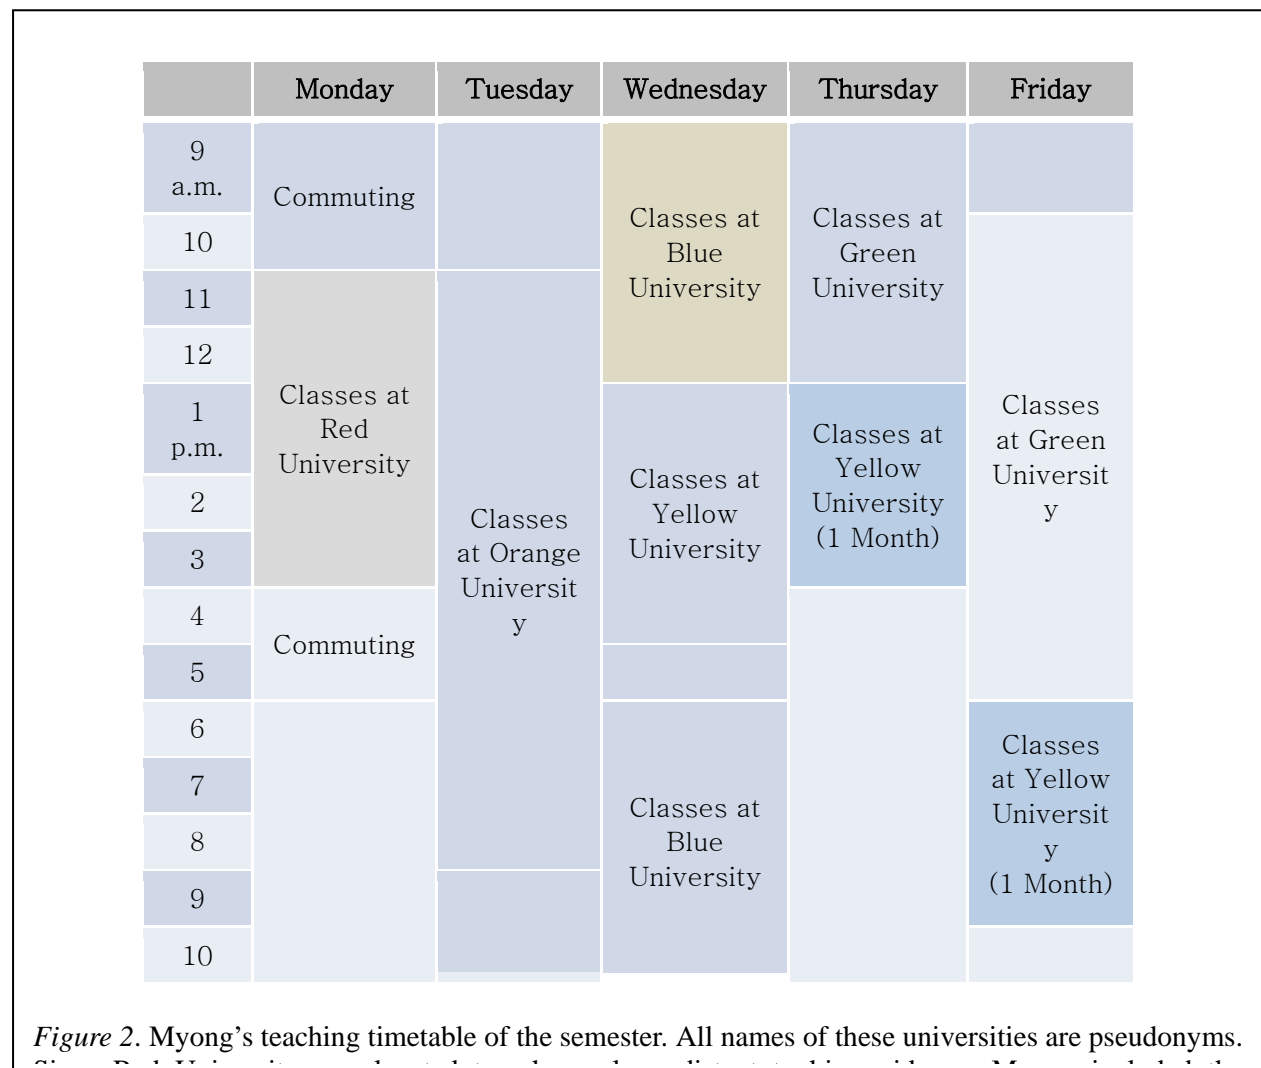 Monday Tuesday Wednesday Thursday Friday
9
a.m.
Commuting
10
Classes at
Blue
University
Classes at
Green
University
11
12
Classes at
Red
University
1
p.m.
Classes at
Yellow
University
Classes at
Yellow
University
(1 Month)
Classes
at Green
Universit
y
2
3
Classes
at Orange
Universit
y
4
Commuting
5
6
7
8
Classes at
Blue
University
Classes
at Yellow
Universit
y
(1 Month)
9
10
Figure 2. Myong's teaching timetable of the semester. All names of these universities are pseudonyms.